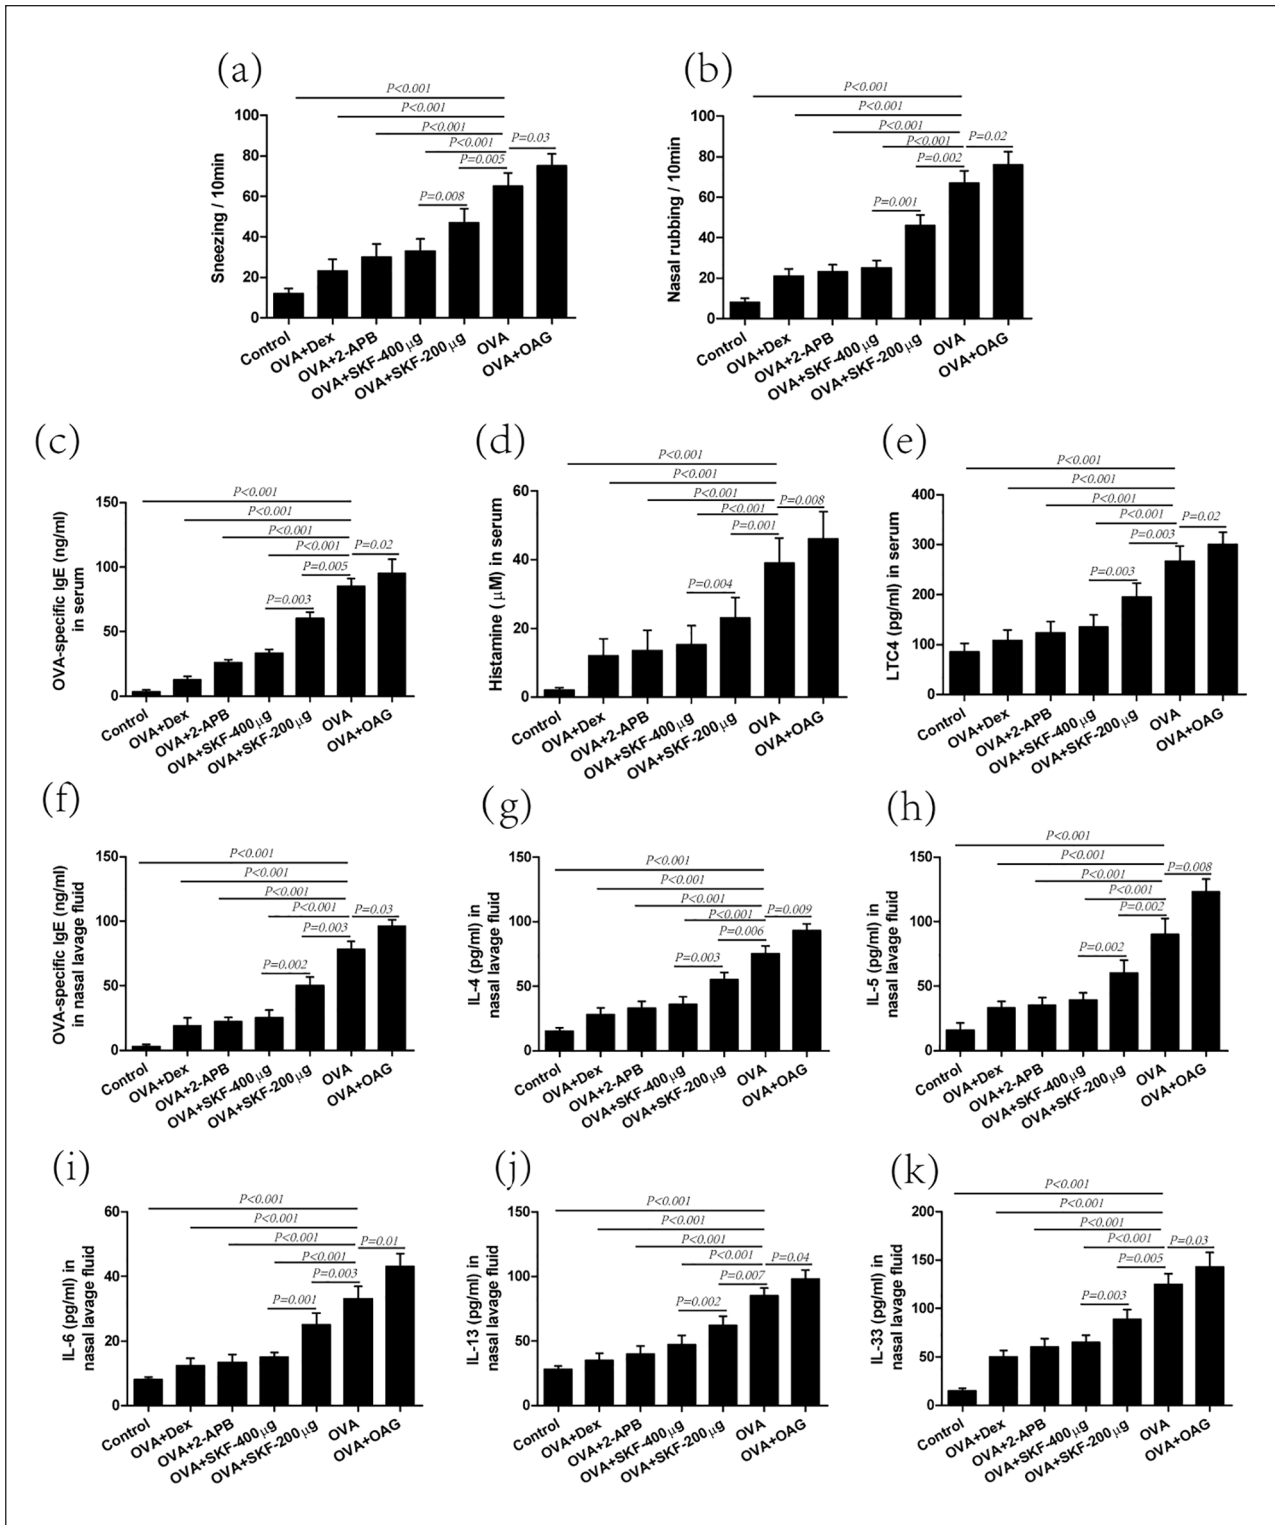 (a)
P<0.001
P<0.001
P<0.001
P<0.001
P=0.03
P=0.005
P=0.008
Sneezing / 10min
100
80
60
40
20
0
Control
OVA+Dex
OVA+2-APB
OVA+SKF-400μg
OVA+SKF-200μg
OVA
OVA+OAG
(b)
P<0.001
P<0.001
P<0.001
P<0.001
P=0.02
P=0.002
P=0.001
Nasal rubbing / 10min
100
80
60
40
20
0
Control
OVA+Dex
OVA+2-APB
OVA+SKF-400μg
OVA+SKF-200μg
OVA
OVA+OAG
(c)
P<0.001
P<0.001
P<0.001
P<0.001
P=0.02
P=0.005
P=0.003
OVA-specific IgE (ng/ml)
in serum
150
100
50
0
Control
OVA+Dex
OVA+2-APB
OVA+SKF-400μg
OVA+SKF-200μg
OVA
OVA+OAG
(d)
P<0.001
P<0.001
P<0.001
P<0.001
P=0.008
P=0.001
P=0.004
Histamine ( μM) in serum
60
40
20
0
Control
OVA+Dex
OVA+2-APB
OVA+SKF-400μg
OVA+SKF-200μg
OVA
OVA+OAG
(e)
P<0.001
P<0.001
P<0.001
P<0.001
P=0.02
P=0.003
P=0.003
LTC4 (pg/ml) in serum
400
300
200
100
0
Control
OVA+Dex
OVA+2-APB
OVA+SKF-400μg
OVA+SKF-200μg
OVA
OVA+OAG
(f)
P<0.001
P<0.001
P<0.001
P<0.001
P=0.03
P=0.003
P=0.002
OVA-specific IgE (ng/ml)
in nasal lavage fluid
150
100
50
0
Control
OVA+Dex
OVA+2-APB
OVA+SKF-400μg
OVA+SKF-200μg
OVA
OVA+OAG
(g)
P<0.001
P<0.001
P<0.001
P<0.001
P=0.009
P=0.006
P=0.003
IL-4 (pg/ml) in
nasal lavage fluid
150
100
50
0
Control
OVA+Dex
OVA+2-APB
OVA+SKF-400μg
OVA+SKF-200μg
OVA
OVA+OAG
(h)
P<0.001
P<0.001
P<0.001
P<0.001
P=0.008
P=0.002
P=0.002
IL-5 (pg/ml) in
nasal lavage fluid
150
100
50
0
Control
OVA+Dex
OVA+2-APB
OVA+SKF-400μg
OVA+SKF-200μg
OVA
OVA+OAG
(i)
P<0.001
P<0.001
P<0.001
P<0.001
P=0.01
P=0.003
P=0.001
IL-6 (pg/ml) in
nasal lavage fluid
60
40
20
0
Control
OVA+Dex
OVA+2-APB
OVA+SKF-400μg
OVA+SKF-200μg
OVA
OVA+OAG
(j)
P<0.001
P<0.001
P<0.001
P<0.001
P=0.04
P=0.007
P=0.002
IL-13 (pg/ml) in
nasal lavage fluid
150
100
50
0
Control
OVA+Dex
OVA+2-APB
OVA+SKF-400μg
OVA+SKF-200μg
OVA
OVA+OAG
(k)
P<0.001
P<0.001
P<0.001
P<0.001
P=0.03
P=0.005
P=0.003
IL-33 (pg/ml) in
nasal lavage fluid
200
150
100
50
0
Control
OVA+Dex
OVA+2-APB
OVA+SKF-400μg
OVA+SKF-200μg
OVA
OVA+OAG